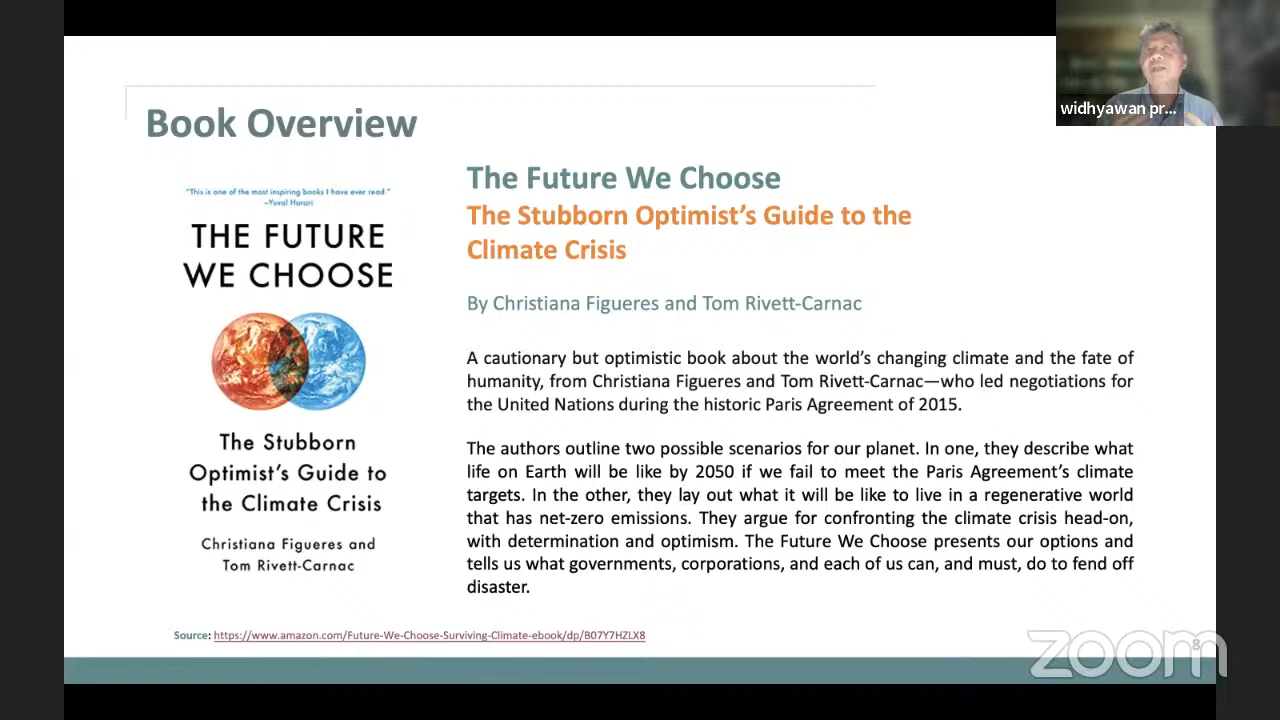 widhyawan pr...
Book Overview
"This is one of the most inspiring books I have ever read."
–Yuval Harari
THE FUTURE
WE CHOOSE
The Stubborn
Optimist's Guide to
the Climate Crisis
Christiana Figueres and
Tom Rivett-Carnac
The Future We Choose
The Stubborn Optimist's Guide to the
Climate Crisis
By Christiana Figueres and Tom Rivett-Carnac
A cautionary but optimistic book about the world's changing climate and the fate of
humanity, from Christiana Figueres and Tom Rivett-Carnac—who led negotiations for
the United Nations during the historic Paris Agreement of 2015.
The authors outline two possible scenarios for our planet. In one, they describe what
life on Earth will be like by 2050 if we fail to meet the Paris Agreement's climate
targets. In the other, they lay out what it will be like to live in a regenerative world
that has net-zero emissions. They argue for confronting the climate crisis head-on,
with determination and optimism. The Future We Choose presents our options and
tells us what governments, corporations, and each of us can, and must, do to fend off
disaster.
Source: https://www.amazon.com/Future-We-Choose-Surviving-Climate-ebook/dp/B07Y7HZLX8
8
zoom